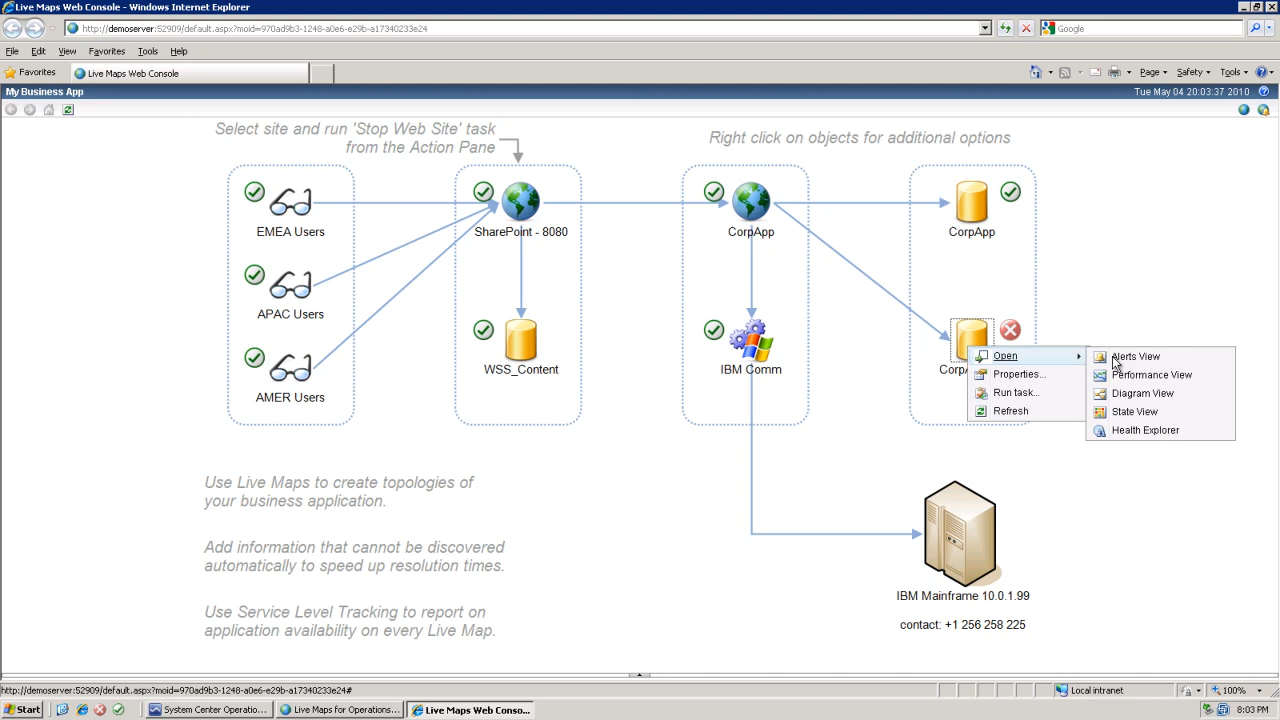 Live Maps Web Console - Windows Internet Explorer
http://demoserver:52909/default.aspx?moid=970ad9b3-1248-a0e6-e29b-a17340233e24
Google
File Edit View Favorites Tools Help
Favorites Live Maps Web Console Page Safety Tools
My Business App Tue May 04 20:03:37 2010
Select site and run 'Stop Web Site' task
from the Action Pane
Right click on objects for additional options
EMEA Users
SharePoint - 8080
CorpApp
CorpApp
APAC Users
AMER Users
WSS_Content
IBM Comm
Open
Properties...
Run task...
Refresh
Performance View
Diagram View
State View
Health Explorer
Use Live Maps to create topologies of
your business application.
Add information that cannot be discovered
automatically to speed up resolution times.
Use Service Level Tracking to report on
application availability on every Live Map.
IBM Mainframe 10.0.1.99
contact: +1 256 258 225
http://demoserver:52909/default.aspx?moid=970ad9b3-1248-a0e6-e29b-a17340233e24#
Local intranet
100%
Start
System Center Operatio...
Live Maps for Operations...
Live Maps Web Conso...
8:03 PM